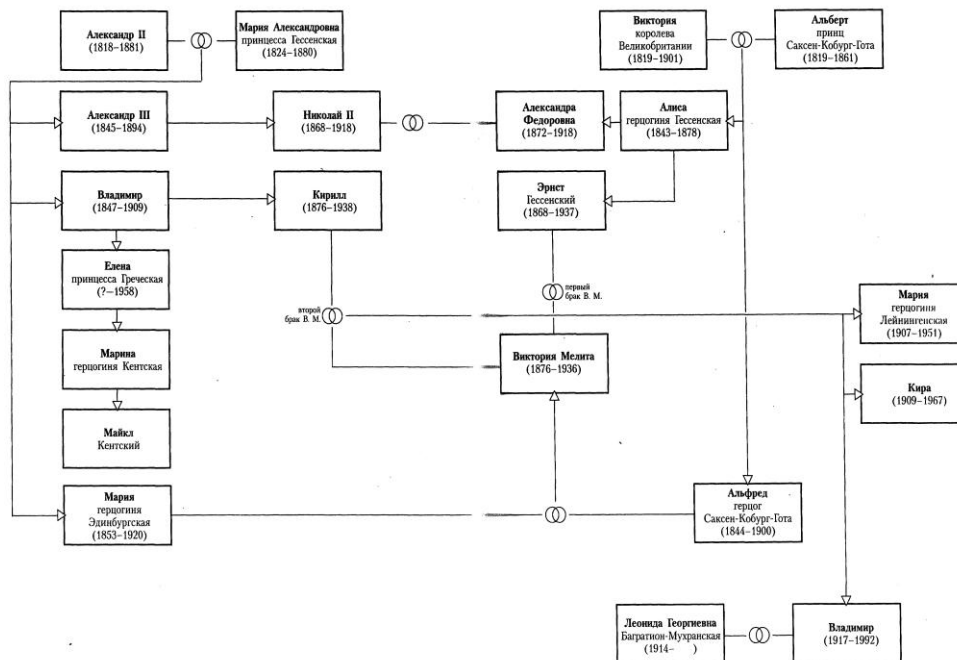 Александр II
(1818–1881)
Мария Александровна
принцесса Гессенская
(1824–1880)
Виктория
королева
Великобритании
(1819–1901)
Альберт
принц
Саксен-Кобург-Гота
(1819–1861)
Александр III
(1845–1894)
Николай II
(1868–1918)
Александра
Федоровна
(1872–1918)
Алиса
герцогиня Гессенская
(1843–1878)
Владимир
(1847–1909)
Кирилл
(1876–1938)
Эрнст
Гессенский
(1868–1937)
Елена
принцесса Греческая
(?–1958)
второй
брак В. М.
первый
брак В. М.
Мария
герцогиня
Лейнингенская
(1907–1951)
Марина
герцогиня Кентская
Виктория Мелита
(1876–1936)
Кира
(1909–1967)
Майкл
Кентский
Мария
герцогиня
Эдинбургская
(1853–1920)
Альфред
герцог
Саксен-Кобург-Гота
(1844–1900)
Леонида Георгиевна
Багратион-Мухранская
(1914– )
Владимир
(1917–1992)